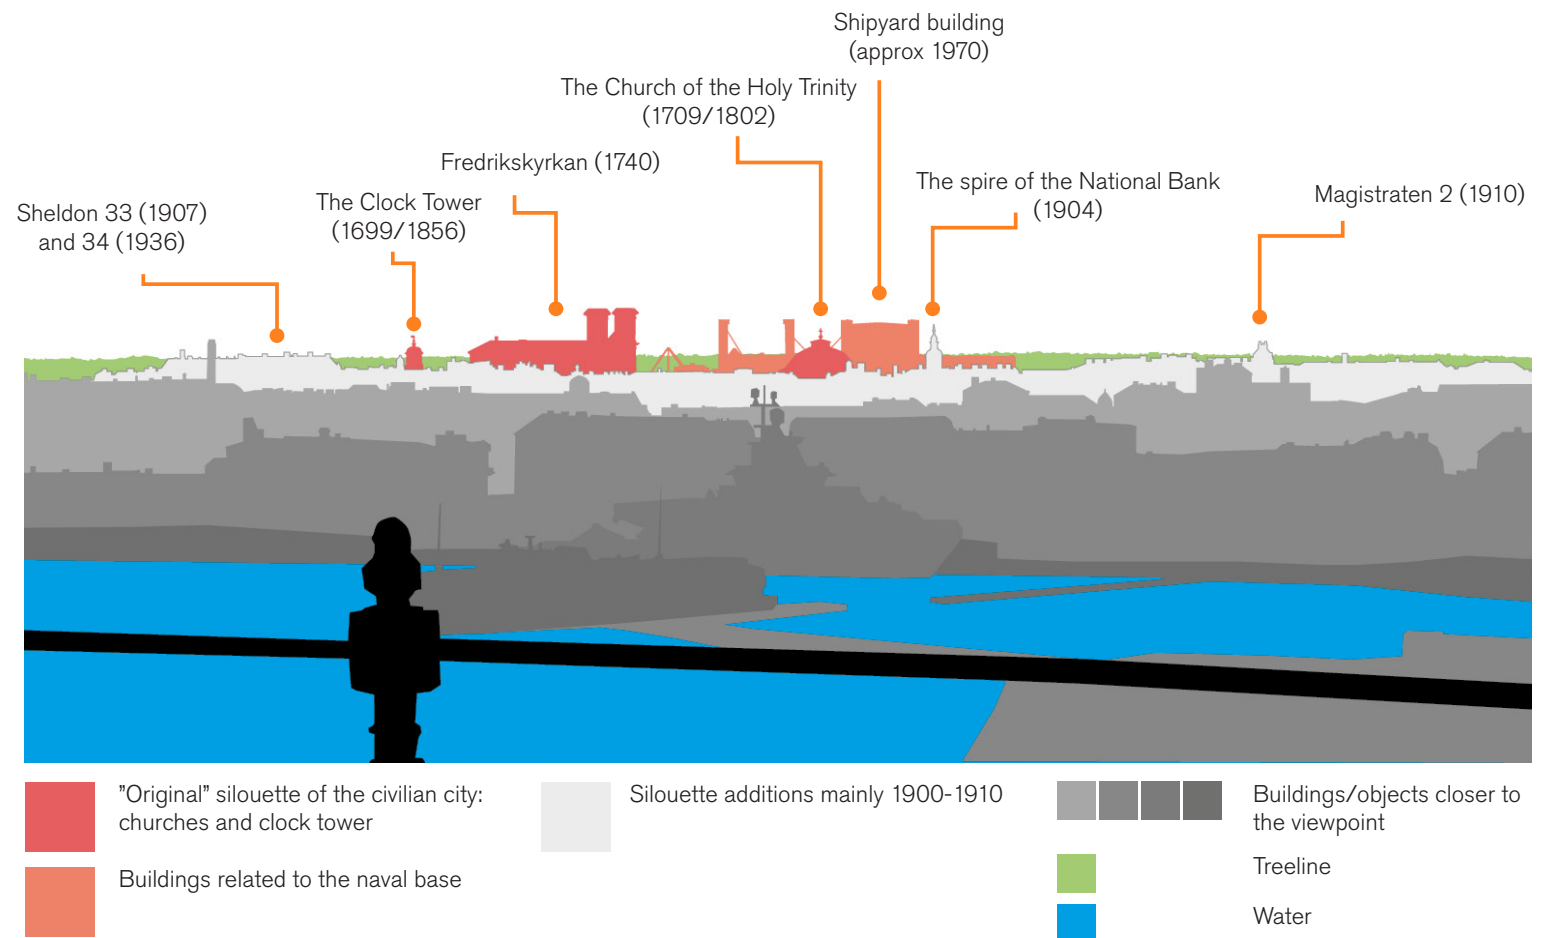 Shipyard building
(approx 1970)
The Church of the Holy Trinity
(1709/1802)
Fredrikskyrkan (1740)
The spire of the National Bank
(1904)
Magistraten 2 (1910)
The Clock Tower
(1699/1856)
Sheldon 33 (1907)
and 34 (1936)
"Original" silouette of the civilian city:
churches and clock tower
Buildings related to the naval base
Silouette additions mainly 1900-1910
Buildings/objects closer to
the viewpoint
Treeline
Water